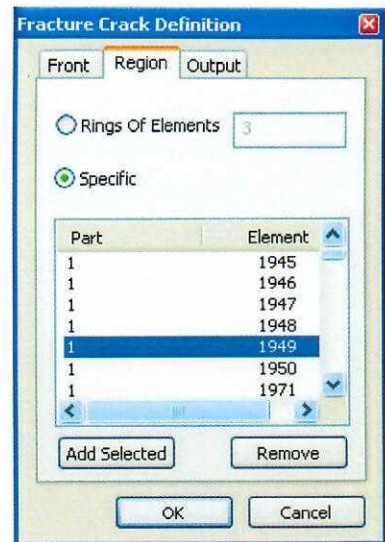 Fracture Crack Definition
Front Region Output
Rings Of Elements 3
Specific
Part Element
1 1945
1 1946
1 1947
1 1948
1 1949
1 1950
1 1971
Add Selected Remove
OK Cancel